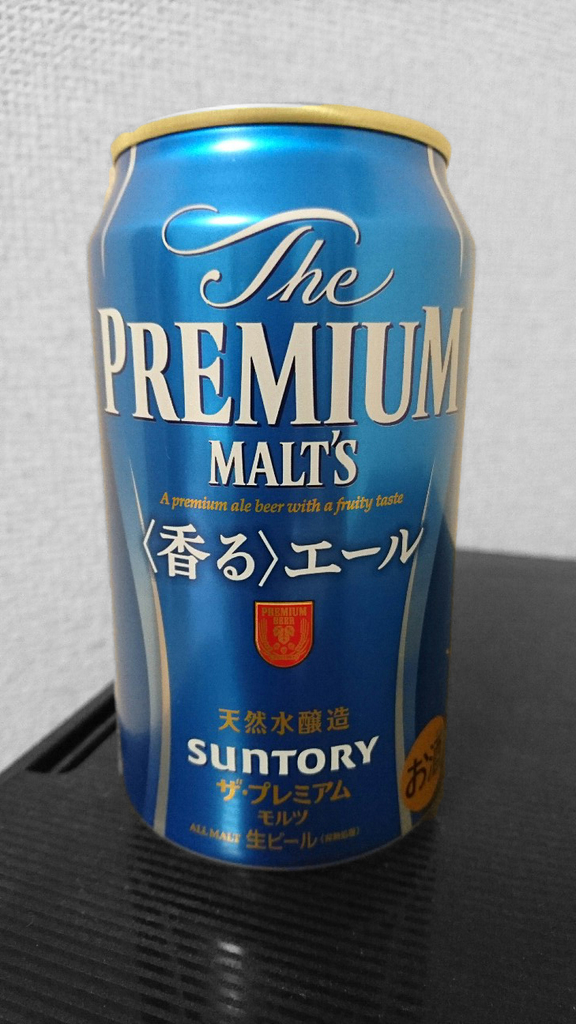 The
PREMIUM
MALT'S
A premium ale beer with a fruity taste
〈香る〉エール
PREMIUM
BEER
天然水醸造
SUNTORY
ザ・プレミアム
モルツ
ALL MALT 生ビール
お酒